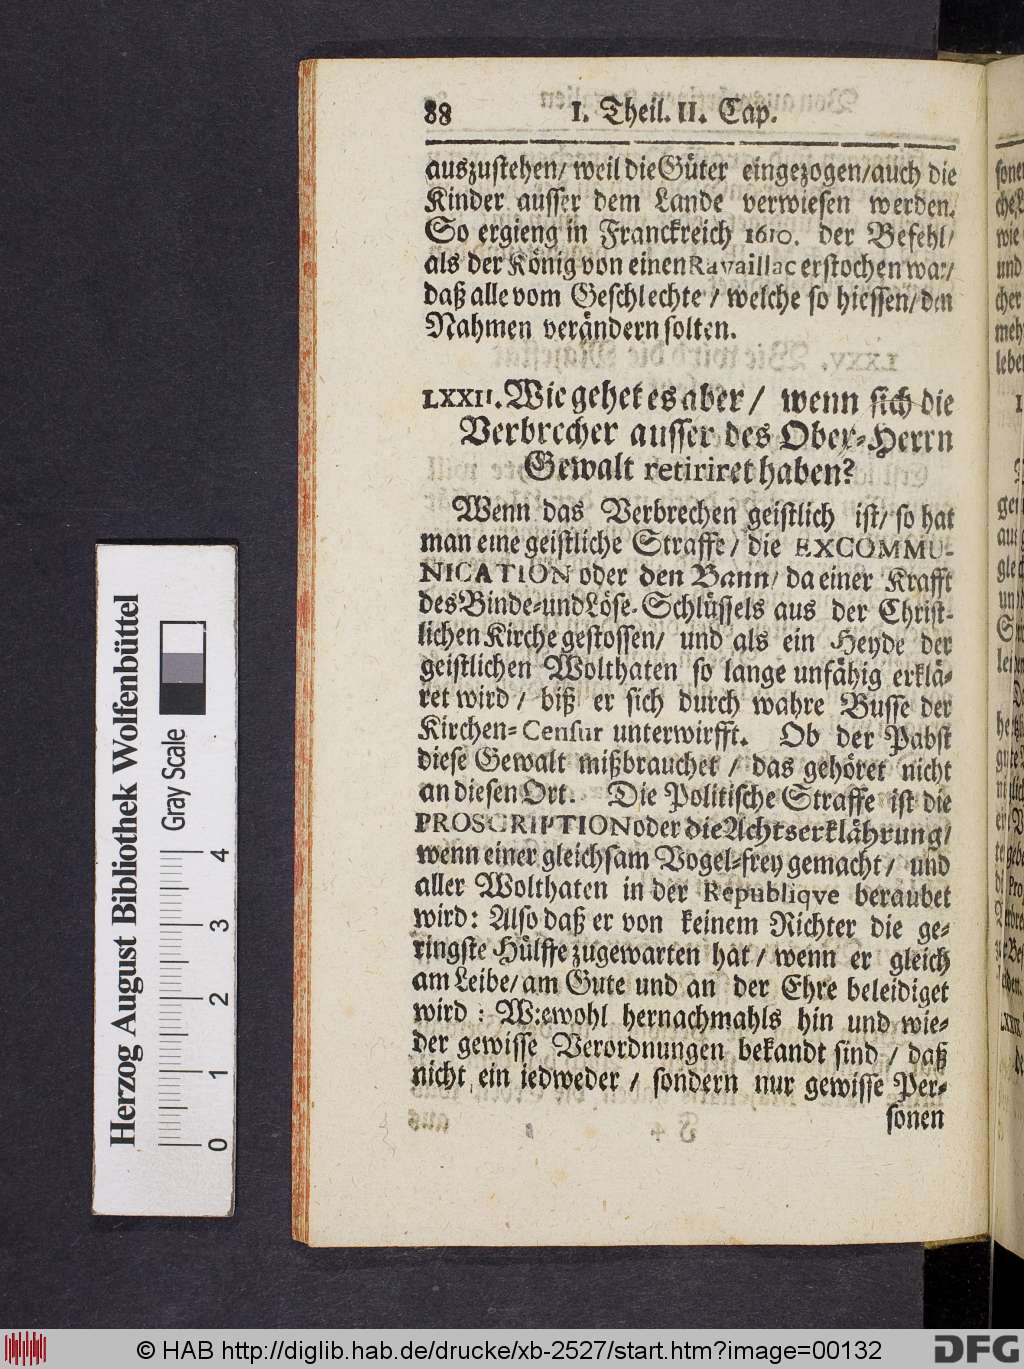 88 I. Theil. II. Cap.
auszustehen/ weil die Güter eingezogen/ auch die
Kinder ausser dem Lande verwiesen werden.
So ergieng in Franckreich 1610. der Befehl/
als der König von einen Ravaillac erstochen war/
daß alle vom Geschlechte / welche so hiessen/ den
Nahmen verändern solten.
LXXII. Wie gehet es aber / wenn sich die
Verbrecher ausser des Ober-Herrn
Gewalt retiriret haben?
Wenn das Verbrechen geistlich ist/ so hat
man eine geistliche Straffe / die EXCOMMU-
NICATION oder den Bann / da einer Krafft
des Binde- und Löse-Schlüssels aus der Christ-
lichen Kirche gestossen/ und als ein Heyde der
geistlichen Wolthaten so lange unfähig erklä-
ret wird / biß er sich durch wahre Busse der
Kirchen-Censur unterwirfft. Ob der Pabst
diese Gewalt mißbrauchet / das gehöret nicht
an diesen Ort. Die Politische Straffe ist die
PROSCRIPTION oder die Achtserklährung/
wenn einer gleichsam Vogel-frey gemacht / und
aller Wolthaten in der Republiqve beraubet
wird: Also daß er von keinem Richter die ge-
ringste Hülffe zugewarten hat / wenn er gleich
am Leibe/ am Gute und an der Ehre beleidiget
wird : Wiewohl hernachmahls hin und wie-
der gewisse Verordnungen bekandt sind / daß
nicht ein iedweder / sondern nur gewisse Per-
sonen
Herzog August Bibliothek Wolfenbüttel
Gray Scale
0 1 2 3 4
© HAB http://diglib.hab.de/drucke/xb-2527/start.htm?image=00132
DFG